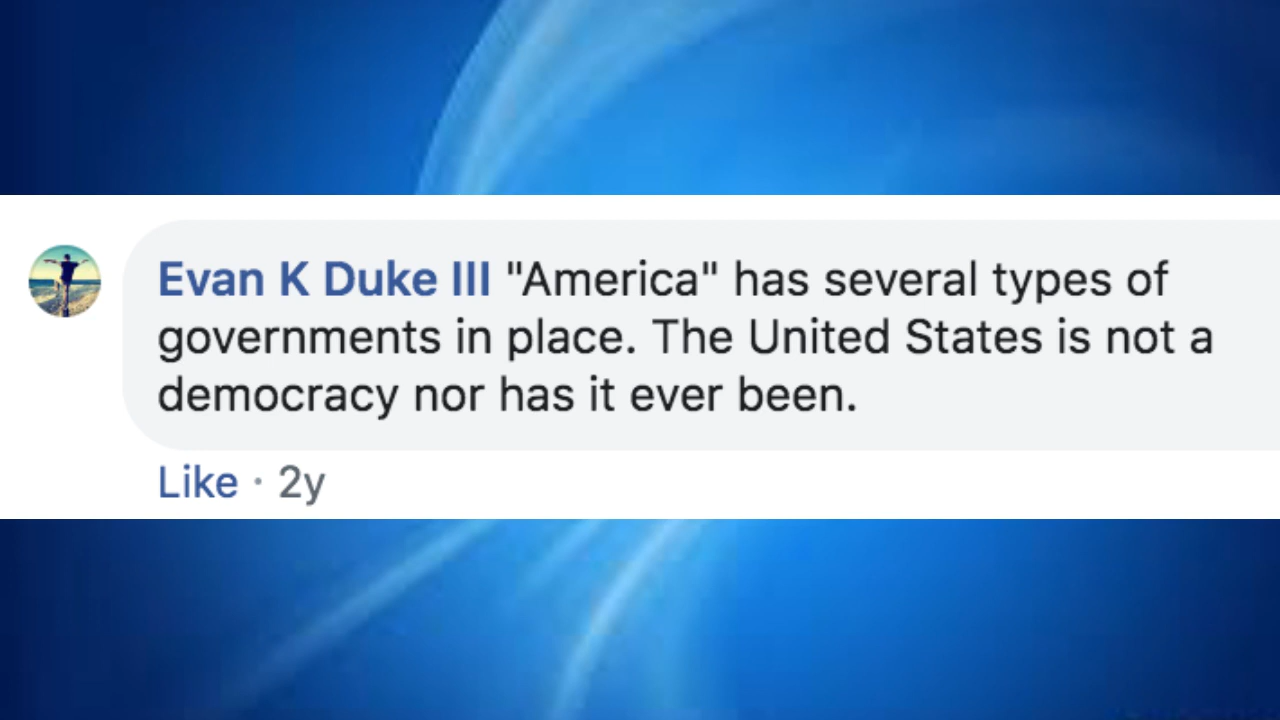 Evan K Duke III "America" has several types of
governments in place. The United States is not a
democracy nor has it ever been.
Like · 2y